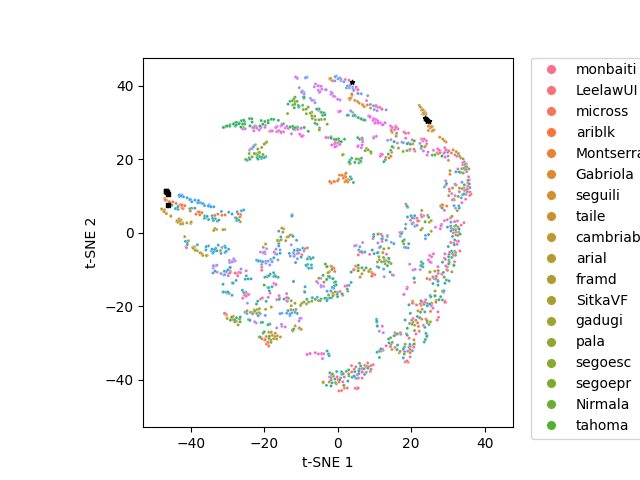 40
20
0
−20
−40
t-SNE 2
−40
−20
0
20
40
t-SNE 1
monbaiti
LeelawUI
micross
ariblk
Montserra
Gabriola
seguili
taile
cambriab
arial
framd
SitkaVF
gadugi
pala
segoesc
segoepr
Nirmala
tahoma